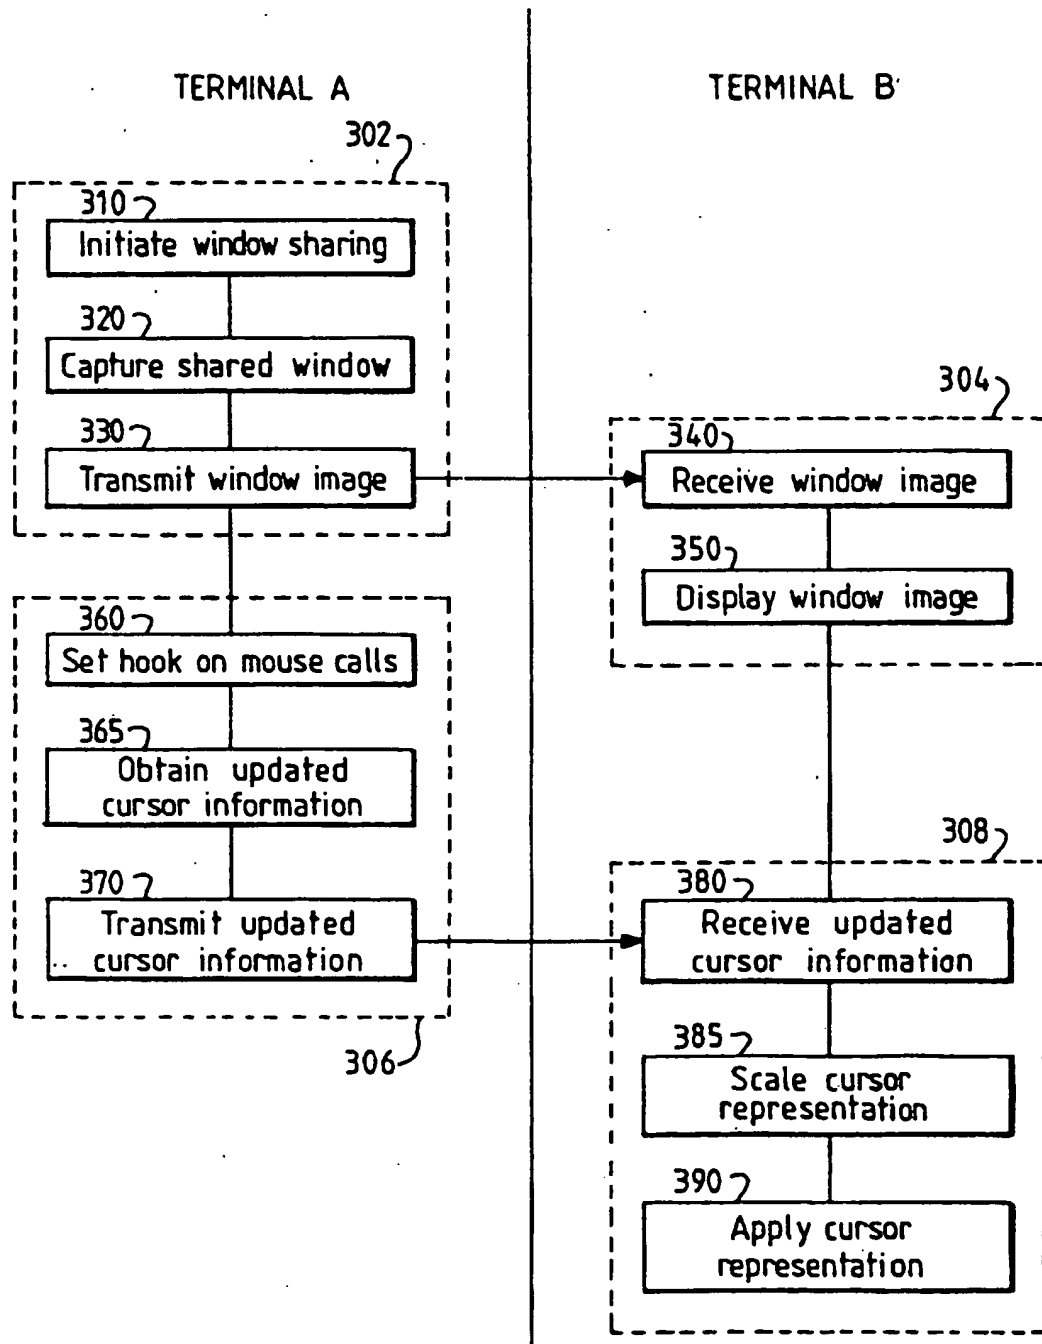 TERMINAL A
302
310
Initiate window sharing
320
Capture shared window
330
Transmit window image
360
Set hook on mouse calls
365
Obtain updated
cursor information
370
Transmit updated
cursor information
306
TERMINAL B
304
340
Receive window image
350
Display window image
308
380
Receive updated
cursor information
385
Scale cursor
representation
390
Apply cursor
representation